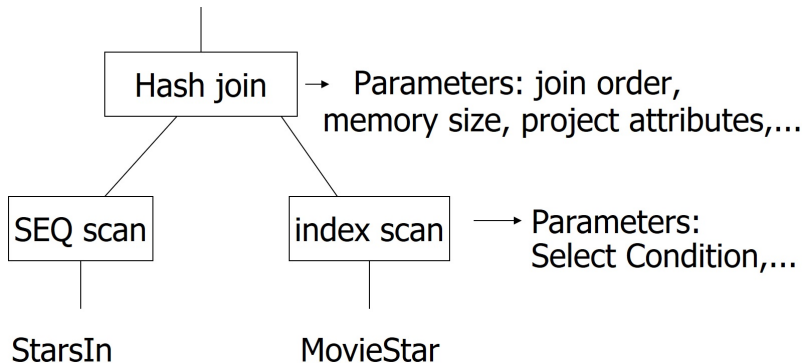 Hash join
Parameters: join order,
memory size, project attributes,...
SEQ scan
index scan
Parameters:
Select Condition,...
StarsIn
MovieStar